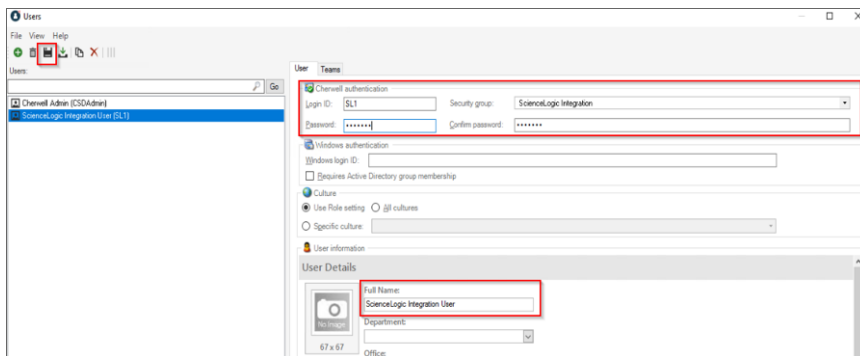 Users
File View Help
Users:
Go
Cherwell Admin (CSDAdmin)
ScienceLogic Integration User (SL1)
User Teams
Cherwell authentication
Login ID: SL1 Security group: ScienceLogic Integration
Password: ••••••• Confirm password: •••••••
Windows authentication
Windows login ID:
Requires Active Directory group membership
Culture
Use Role setting All cultures
Specific culture:
User information
User Details
Full Name:
ScienceLogic Integration User
No Image
Department:
67 x 67
Office: